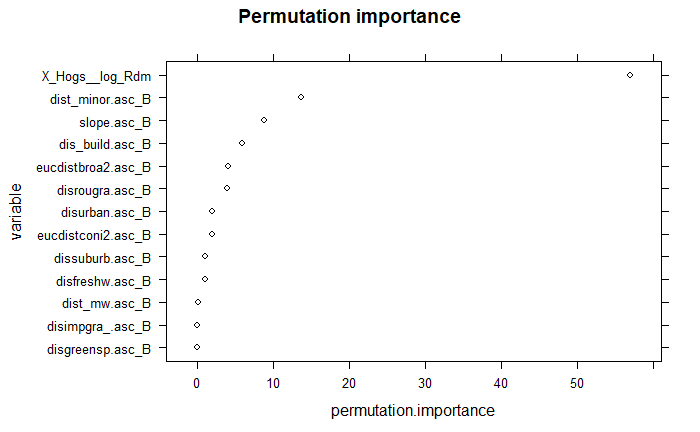 Permutation importance
X_Hogs__log_Rdm
dist_minor.asc_B
slope.asc_B
dis_build.asc_B
eucdistbroa2.asc_B
disrougra.asc_B
disurban.asc_B
eucdistconi2.asc_B
dissuburb.asc_B
disfreshw.asc_B
dist_mw.asc_B
disimpgra_.asc_B
disgreensp.asc_B
variable
0 10 20 30 40 50
permutation.importance